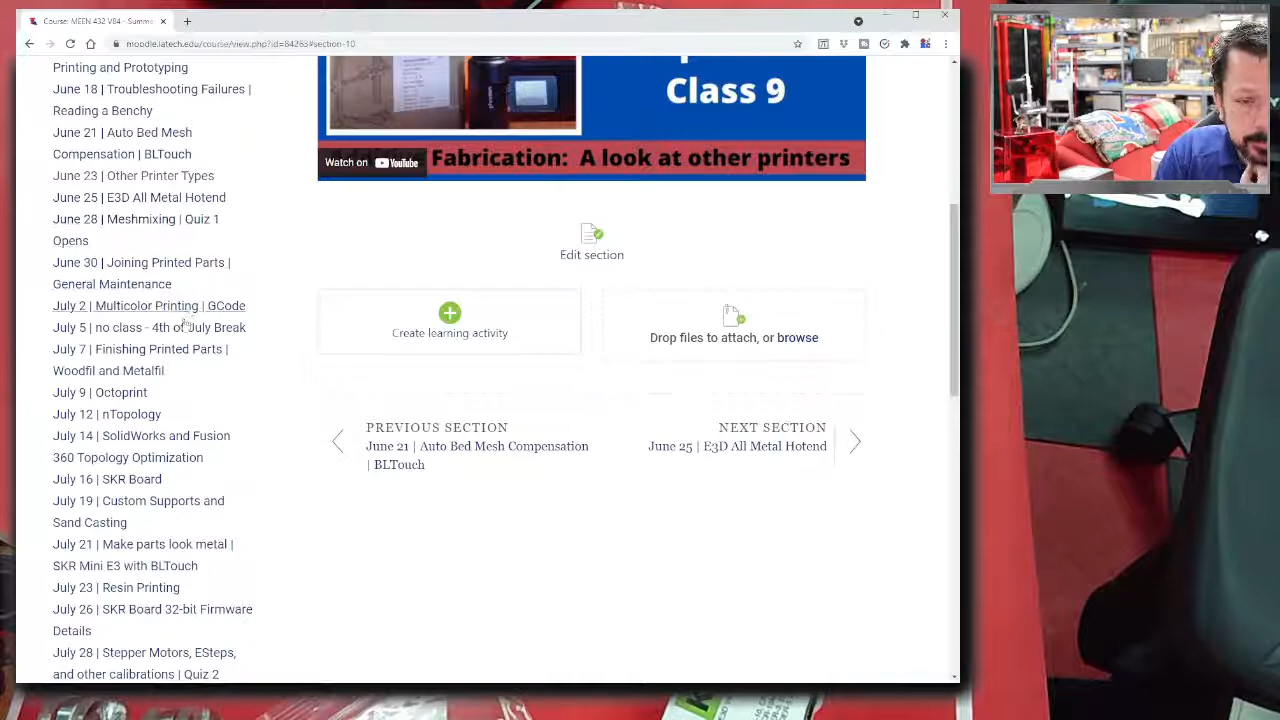 Course: MEEN 432 V84 - Summe
moodle.latech.edu/course/view.php?id=84263#section-10
Printing and Prototyping
June 18 | Troubleshooting Failures |
Reading a Benchy
June 21 | Auto Bed Mesh
Compensation | BLTouch
June 23 | Other Printer Types
June 25 | E3D All Metal Hotend
June 28 | Meshmixing | Quiz 1
Opens
June 30 | Joining Printed Parts |
General Maintenance
July 2 | Multicolor Printing | GCode
July 5 | no class - 4th of July Break
July 7 | Finishing Printed Parts |
Woodfil and Metalfil
July 9 | Octoprint
July 12 | nTopology
July 14 | SolidWorks and Fusion
360 Topology Optimization
July 16 | SKR Board
July 19 | Custom Supports and
Sand Casting
July 21 | Make parts look metal |
SKR Mini E3 with BLTouch
July 23 | Resin Printing
July 26 | SKR Board 32-bit Firmware
Details
July 28 | Stepper Motors, ESteps,
and other calibrations | Quiz 2
Class 9
Watch on YouTube
Fabrication: A look at other printers
Edit section
Create learning activity
Drop files to attach, or browse
PREVIOUS SECTION
June 21 | Auto Bed Mesh Compensation
| BLTouch
NEXT SECTION
June 25 | E3D All Metal Hotend